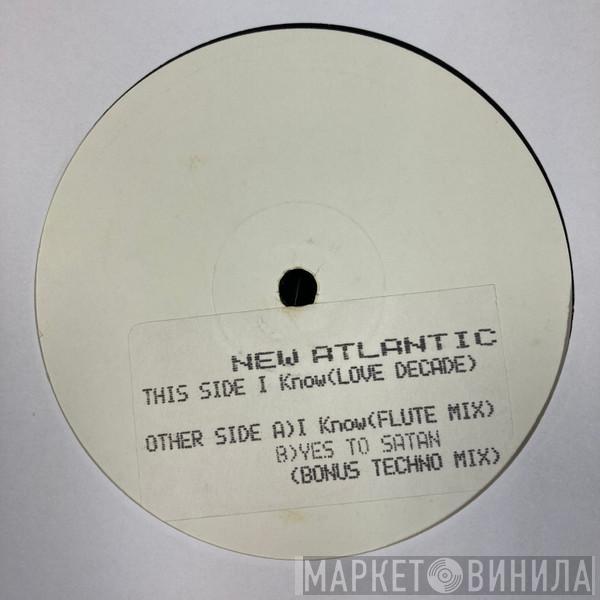 NEW ATLANTIC
THIS SIDE I Know(LOVE DECADE)
OTHER SIDE A)I Know(FLUTE MIX)
B)YES TO SATAN
(BONUS TECHNO MIX)
МАРКЕТ ВИНИЛА